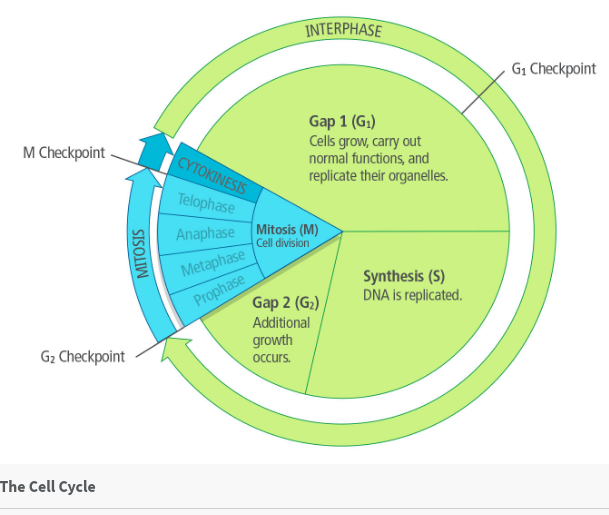 INTERPHASE
G₁ Checkpoint
Gap 1 (G₁)
Cells grow, carry out
normal functions, and
replicate their organelles.
M Checkpoint
CYTOKINESIS
Telophase
Anaphase
Metaphase
Prophase
MITOSIS
Mitosis (M)
Cell division
Synthesis (S)
DNA is replicated.
Gap 2 (G₂)
Additional
growth
occurs.
G₂ Checkpoint
The Cell Cycle